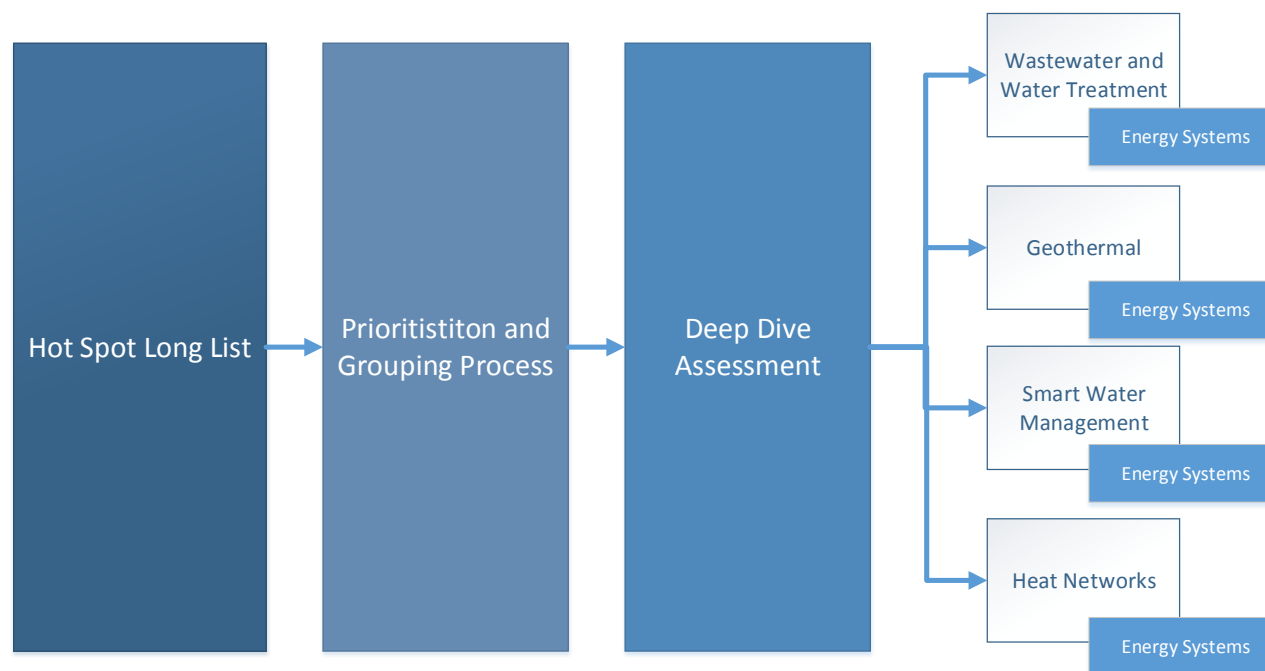 Hot Spot Long List
Prioritistiton and
Grouping Process
Deep Dive
Assessment
Wastewater and
Water Treatment
Energy Systems
Geothermal
Energy Systems
Smart Water
Management
Energy Systems
Heat Networks
Energy Systems